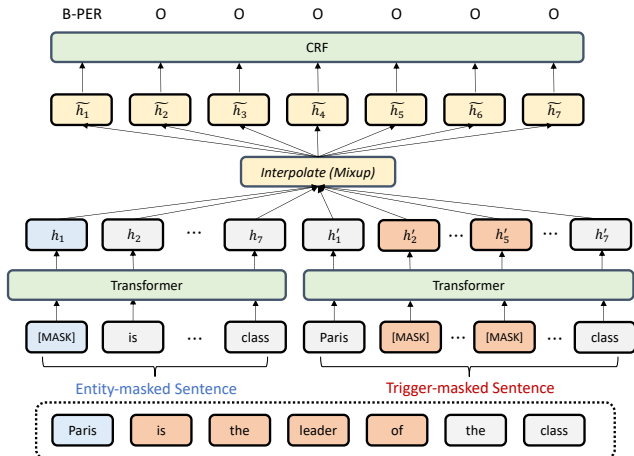 B-PER O O O O O O
CRF
h̃₁ h̃₂ h̃₃ h̃₄ h̃₅ h̃₆ h̃₇
Interpolate (Mixup)
h₁ h₂ ... h₇ h′₁ h′₂ ... h′₅ ... h′₇
Transformer Transformer
[MASK] is ... class Paris [MASK] ... [MASK] ... class
Entity-masked Sentence Trigger-masked Sentence
Paris is the leader of the class